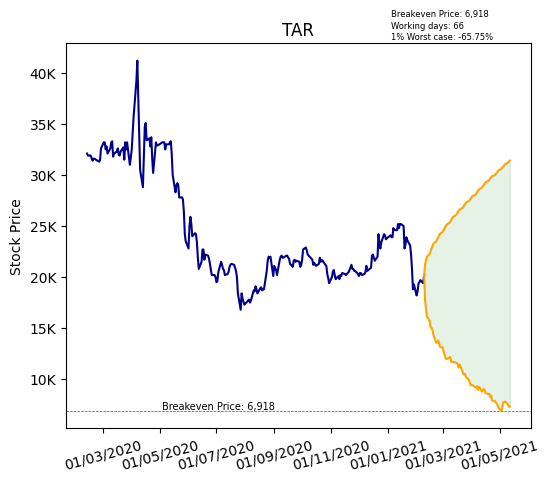 Breakeven Price: 6,918
Working days: 66
1% Worst case: -65.75%
TAR
Stock Price
40K
35K
30K
25K
20K
15K
10K
Breakeven Price: 6,918
01/03/2020
01/05/2020
01/07/2020
01/09/2020
01/11/2020
01/01/2021
01/03/2021
01/05/2021